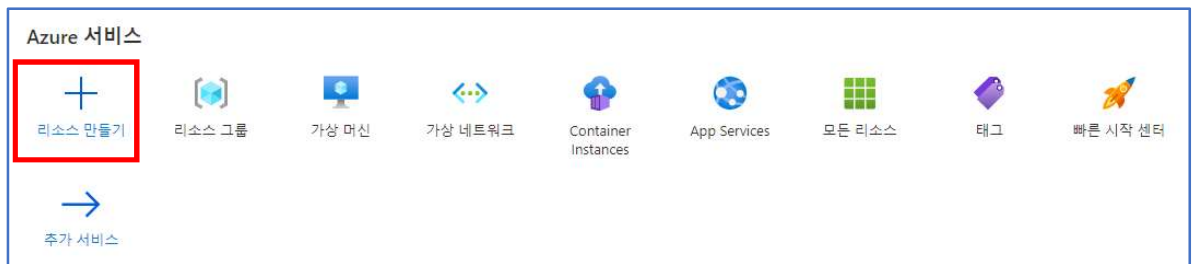 Azure 서비스
리소스 만들기
리소스 그룹
가상 머신
가상 네트워크
Container
Instances
App Services
모든 리소스
태그
빠른 시작 센터
추가 서비스